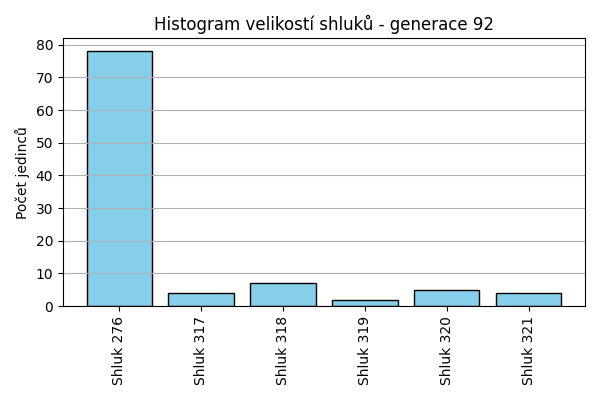 Histogram velikostí shluků - generace 92
Počet jedinců
80
70
60
50
40
30
20
10
0
Shluk 276
Shluk 317
Shluk 318
Shluk 319
Shluk 320
Shluk 321